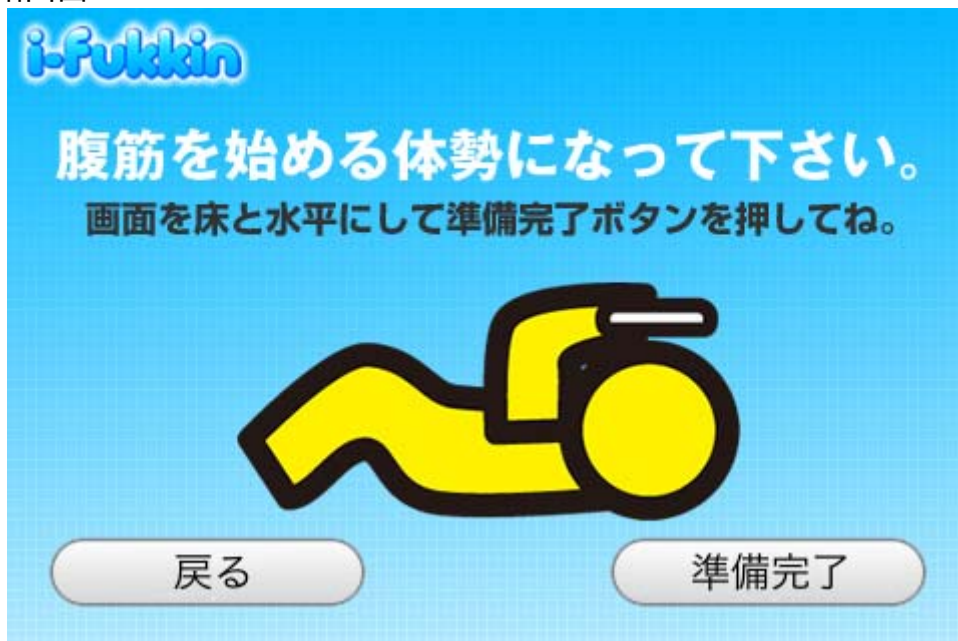 i-Fukkin
腹筋を始める体勢になって下さい。
画面を床と水平にして準備完了ボタンを押してね。
戻る
準備完了